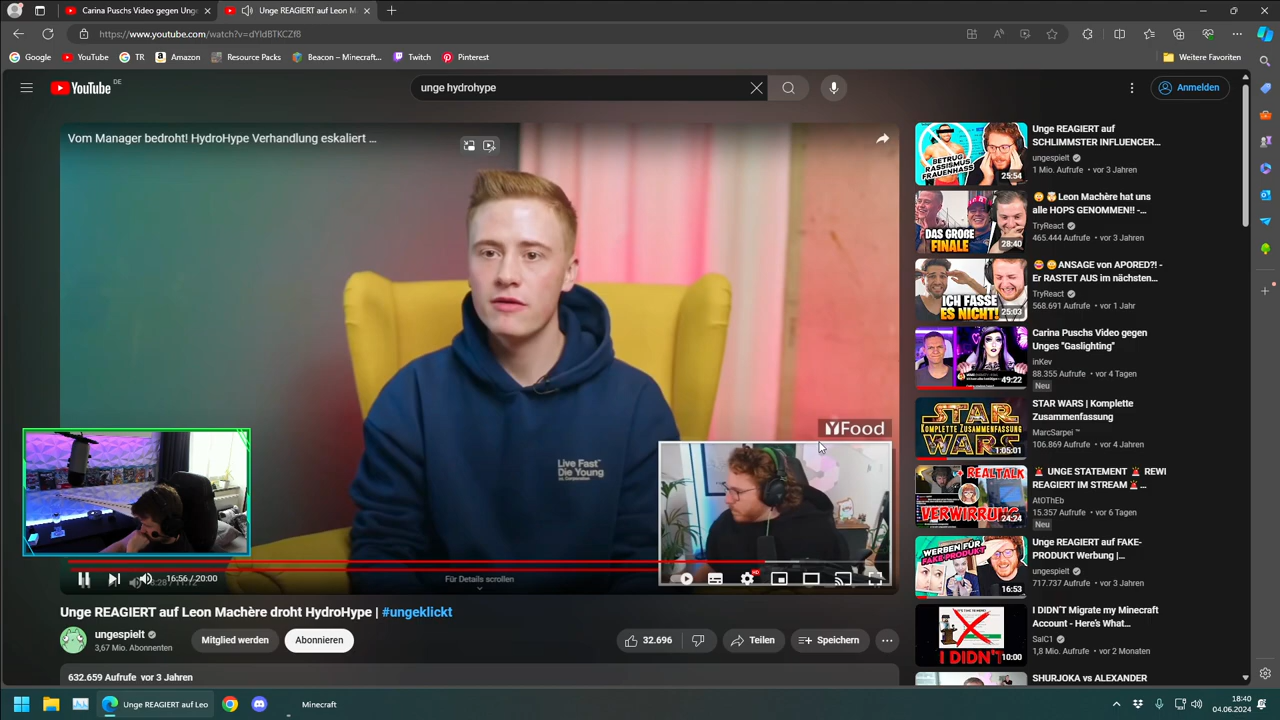 Carina Puschs Video gegen Unge
Unge REAGIERT auf Leon M
https://www.youtube.com/watch?v=dYldBTKCZf8
Google
YouTube
TR
Amazon
Resource Packs
Beacon – Minecraft...
Twitch
Pinterest
Weitere Favoriten
YouTube DE
unge hydrohype
Anmelden
Vom Manager bedroht! HydroHype Verhandlung eskaliert ...
YFood
Live Fast
Die Young
16:56 / 20:00
Für Details scrollen
HD
Unge REAGIERT auf Leon Machère droht HydroHype | #ungeklickt
ungespielt
3,67 Mio. Abonnenten
Mitglied werden
Abonnieren
32.696
Teilen
Speichern
632.659 Aufrufe vor 3 Jahren
BETRUG
RASSISMUS
FRAUENHASS
25:54
Unge REAGIERT auf
SCHLIMMSTER INFLUENCER...
ungespielt
1 Mio. Aufrufe • vor 3 Jahren
DAS GROßE
FINALE
28:40
Leon Machère hat uns
alle HOPS GENOMMEN!! -...
TryReact
465.444 Aufrufe • vor 3 Jahren
ICH FASSE
ES NICHT!
25:03
ANSAGE von APORED?! -
Er RASTET AUS im nächsten...
TryReact
568.691 Aufrufe • vor 1 Jahr
49:22
Carina Puschs Video gegen
Unges "Gaslighting"
inKev
88.355 Aufrufe • vor 4 Tagen
Neu
STAR
KOMPLETTE ZUSAMMENFASSUNG
WARS
1:05:01
STAR WARS | Komplette
Zusammenfassung
MarcSarpei ™
106.869 Aufrufe • vor 4 Jahren
REALTALK
VERWIRRUNG
24:24
UNGE STATEMENT REWI
REAGIERT IM STREAM
AtOThEb
15.357 Aufrufe • vor 6 Tagen
Neu
WERBEN FÜR
FAKE-PRODUKT
16:53
Unge REAGIERT auf FAKE-
PRODUKT Werbung |...
ungespielt
717.737 Aufrufe • vor 3 Jahren
I DIDN'T
10:00
I DIDN'T Migrate my Minecraft
Account - Here's What...
SalC1
1,8 Mio. Aufrufe • vor 2 Monaten
SHURJOKA vs ALEXANDER
Unge REAGIERT auf Leo
Minecraft
18:40
04.06.2024